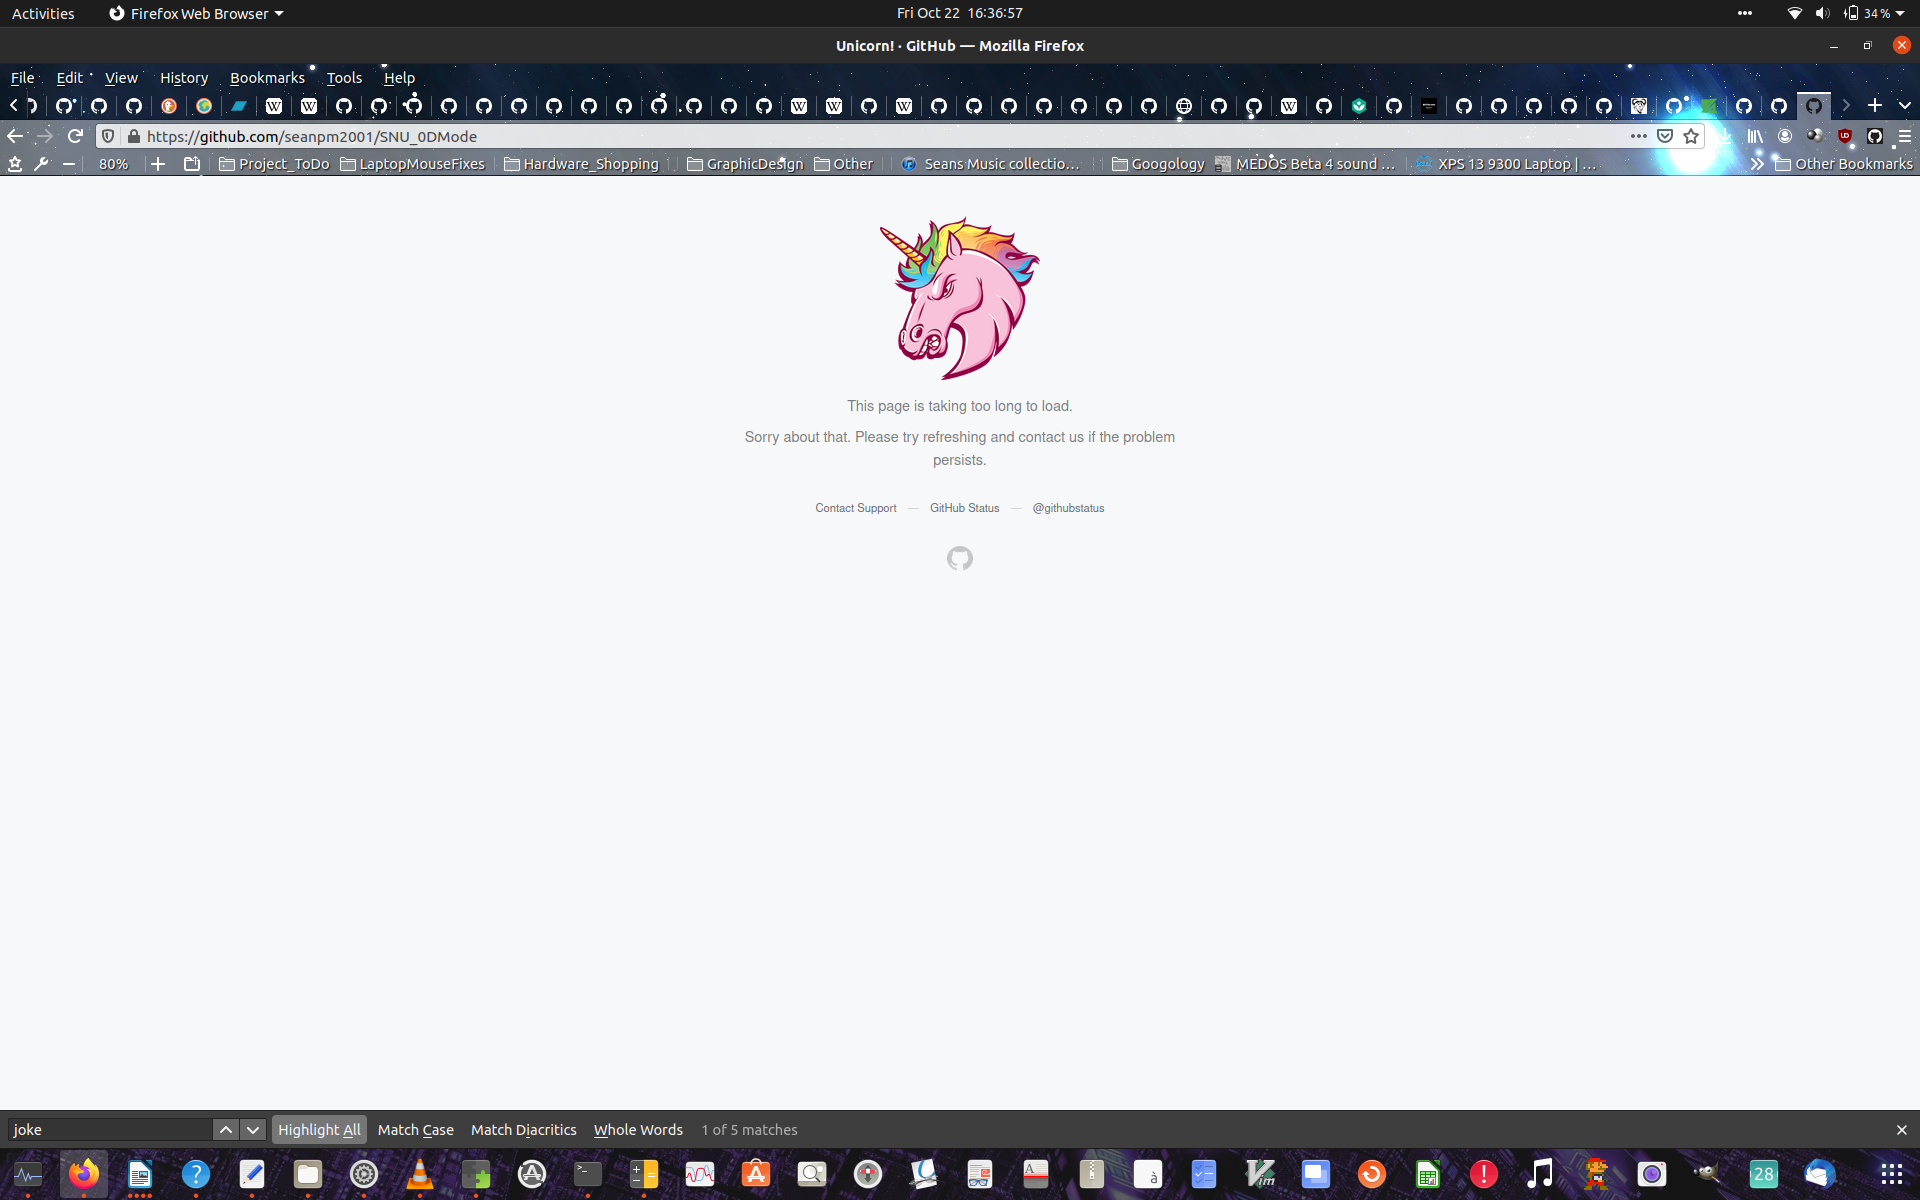 Activities Firefox Web Browser Fri Oct 22 16:36:57 34 %
Unicorn! · GitHub — Mozilla Firefox
File Edit View History Bookmarks Tools Help
https://github.com/seanpm2001/SNU_0DMode
80% Project_ToDo LaptopMouseFixes Hardware_Shopping GraphicDesign Other Seans Music collectio… Googology MEDOS Beta 4 sound … XPS 13 9300 Laptop | … Other Bookmarks
This page is taking too long to load.
Sorry about that. Please try refreshing and contact us if the problem
persists.
Contact Support — GitHub Status — @githubstatus
joke Highlight All Match Case Match Diacritics Whole Words 1 of 5 matches
28